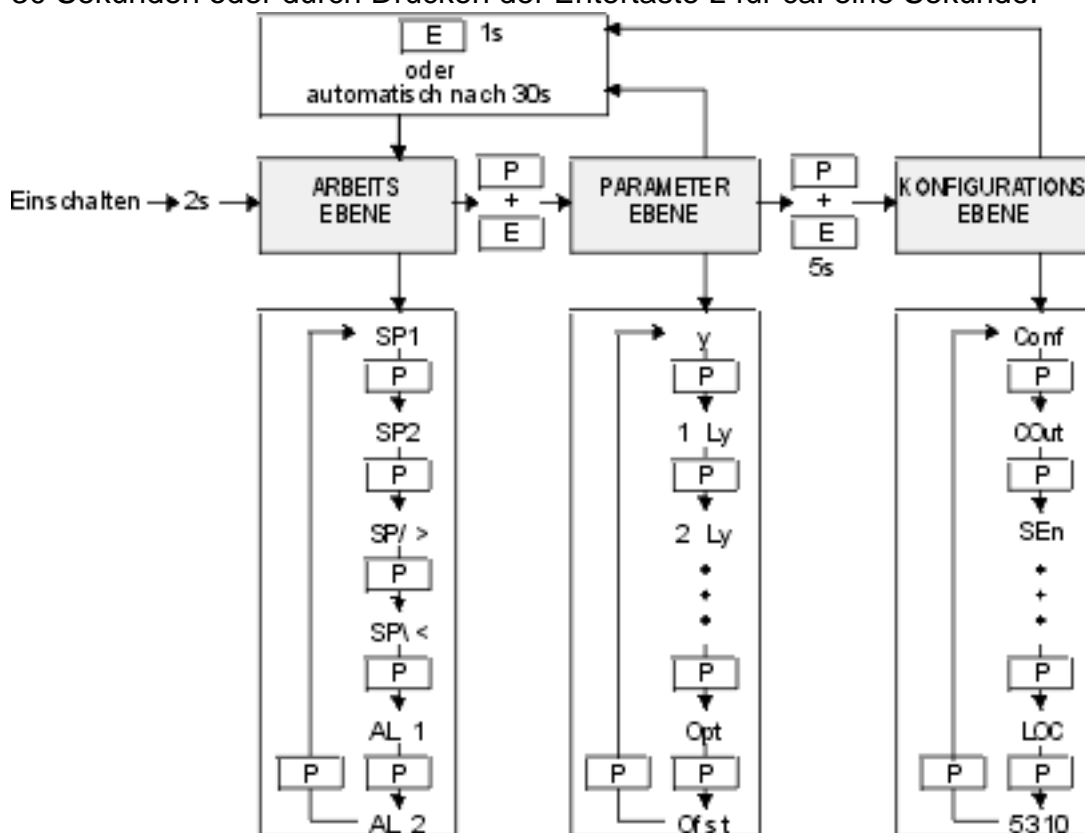 30 Sekunden oder durch Drücken der Entertaste 2 für ca. eine Sekunde.
E 1s
oder
automatisch nach 30s
Einschalten 2s
ARBEITS
EBENE
P
+
E
PARAMETER
EBENE
P
+
E
5s
KONFIGURATIONS
EBENE
SP1
P
SP2
P
SP/ >
P
SP\ <
P
AL 1
P P
AL 2
y
P
1 Ly
P
2 Ly
P
Opt
P P
Ofst
Conf
P
COut
P
SEn
P
LOC
P P
5310